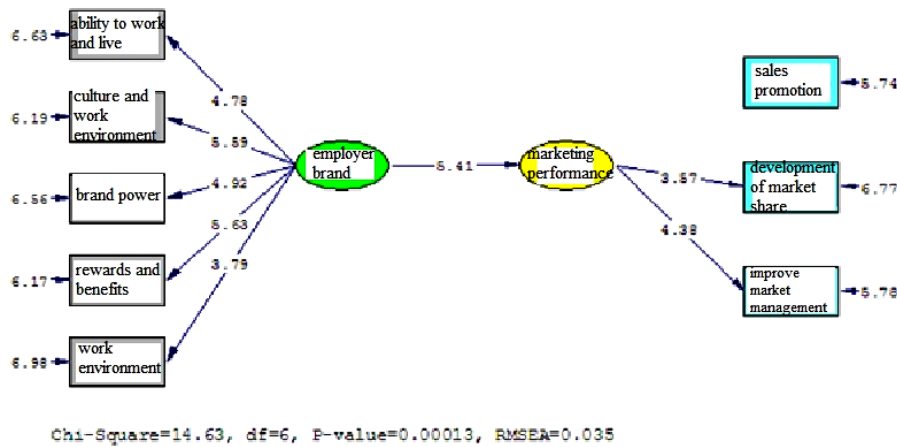 6.63
ability to work
and live
4.78
6.19
culture and
work
environment
5.59
6.56
brand power
4.92
6.17
rewards and
benefits
5.63
6.98
work
environment
3.79
employer
brand
5.41
marketing
performance
3.57
4.38
sales
promotion
5.74
development
of market
share
6.77
improve
market
management
5.78
Chi-Square=14.63, df=6, P-value=0.00013, RMSEA=0.035